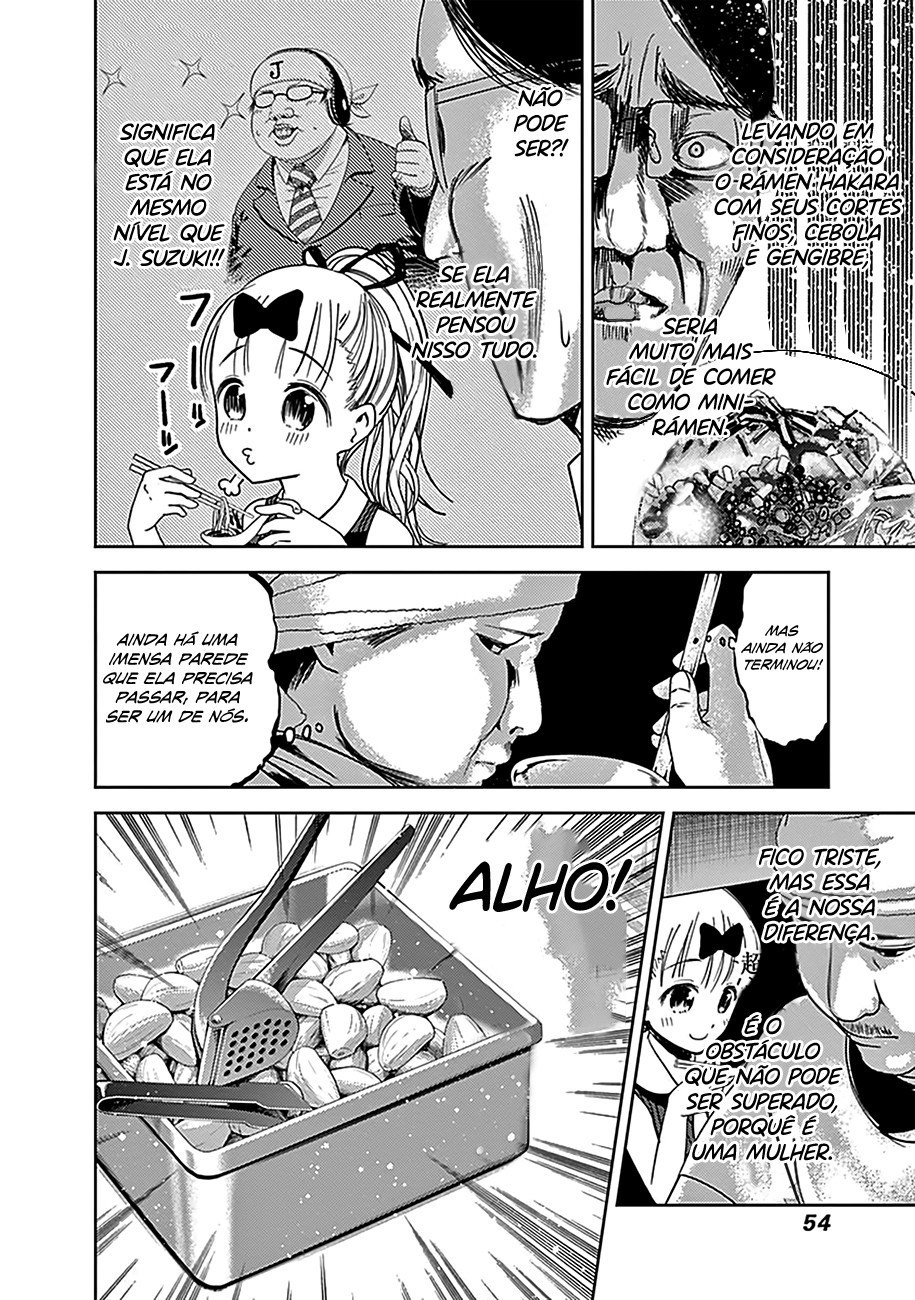 LEVANDO EM
CONSIDERAÇÃO
O RÁMEN HAKARA
COM SEUS CORTES
FINOS, CEBOLA
E GENGIBRE,
SERIA
MUITO MAIS
FÁCIL DE COMER
COMO MINI-
RÁMEN.
NÃO
PODE
SER?!
SE ELA
REALMENTE
PENSOU
NISSO TUDO.
J
SIGNIFICA
QUE ELA
ESTÁ NO
MESMO
NÍVEL QUE
J. SUZUKI!!
フーッ
フーッ
MAS
AINDA NÃO
TERMINOU!
AINDA HÁ UMA
IMENSA PAREDE
QUE ELA PRECISA
PASSAR, PARA
SER UM DE NÓS.
FICO TRISTE,
MAS ESSA
É A NOSSA
DIFERENÇA.
超
É O
OBSTÁCULO
QUE NÃO PODE
SER SUPERADO,
PORQUÊ É
UMA MULHER.
ALHO!
54